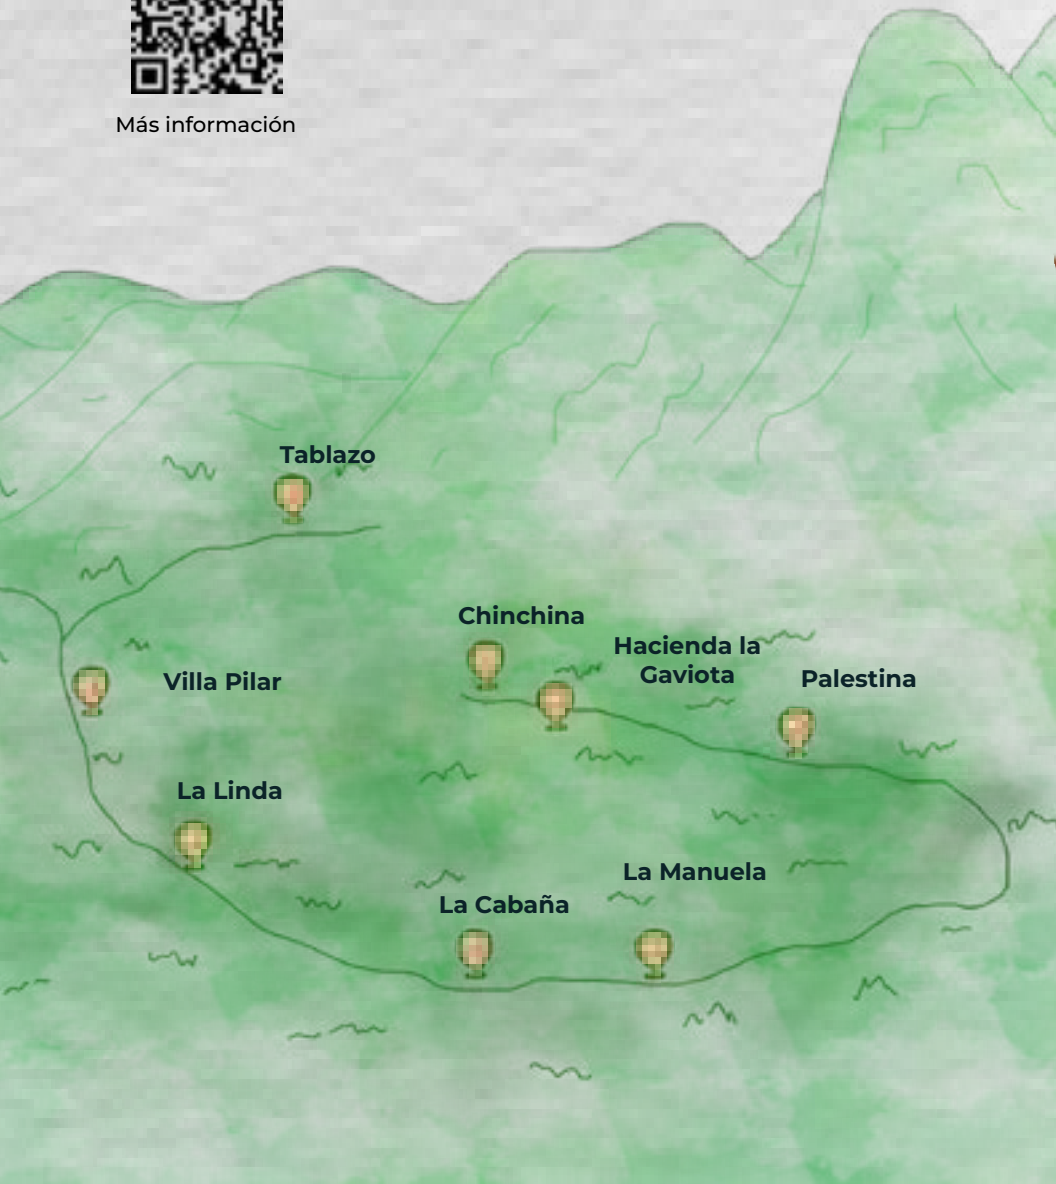 Más información
Tablazo
Chinchina
Hacienda la
Gaviota
Palestina
Villa Pilar
La Linda
La Manuela
La Cabaña